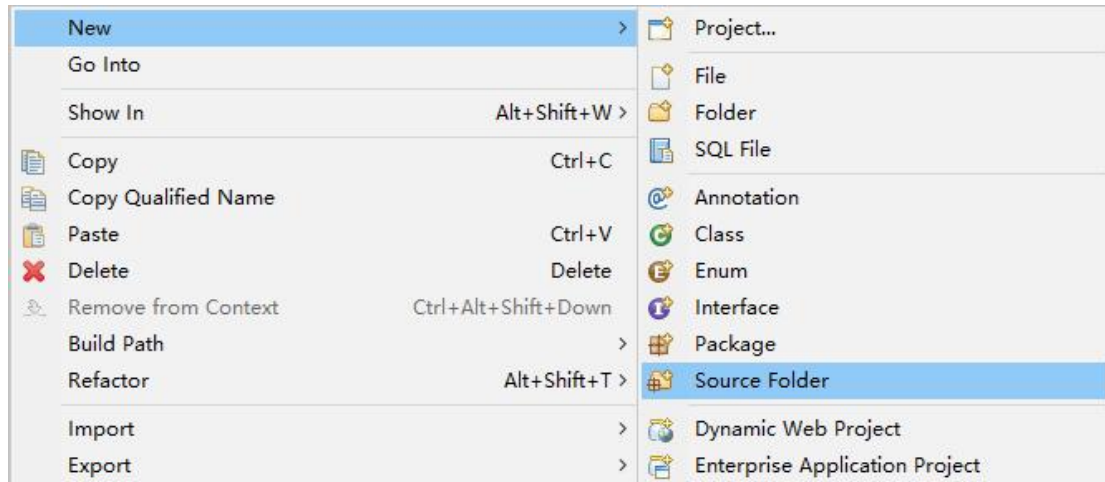 New >
Go Into
Show In Alt+Shift+W >
Copy Ctrl+C
Copy Qualified Name
Paste Ctrl+V
Delete Delete
Remove from Context Ctrl+Alt+Shift+Down
Build Path >
Refactor Alt+Shift+T >
Import >
Export >
Project...
File
Folder
SQL File
Annotation
Class
Enum
Interface
Package
Source Folder
Dynamic Web Project
Enterprise Application Project